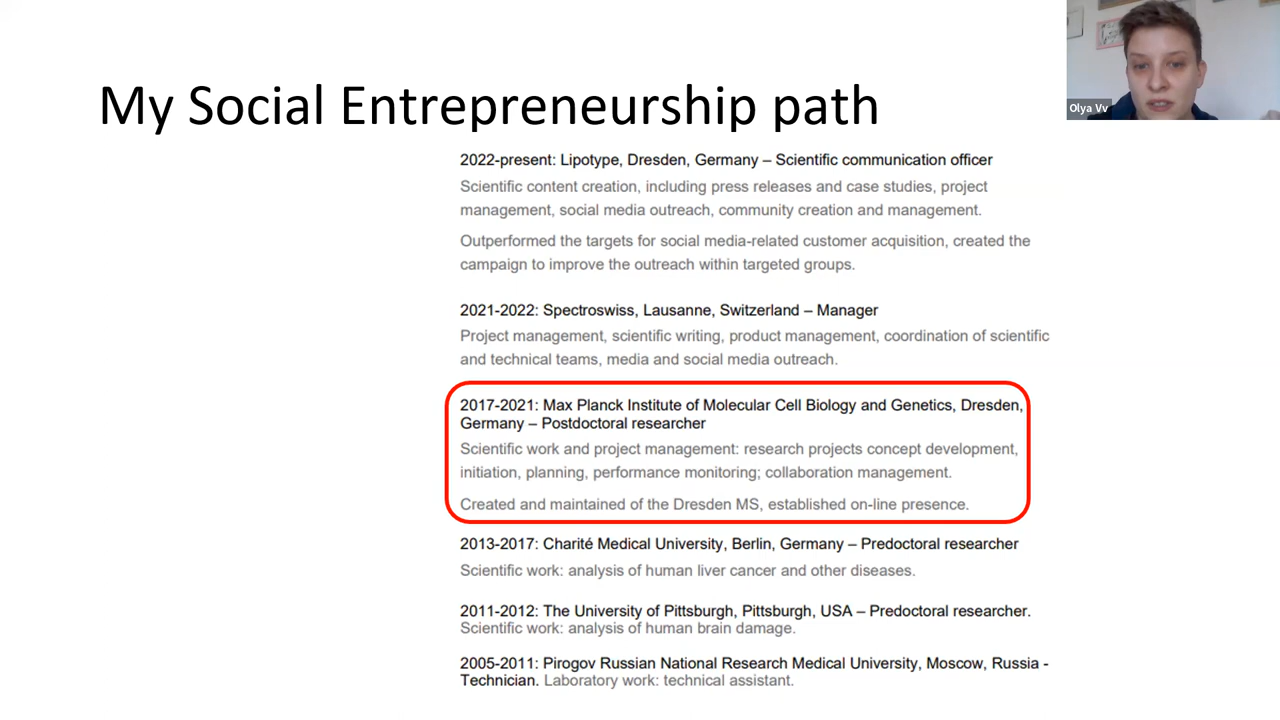 My Social Entrepreneurship path
Olya Vv
2022-present: Lipotype, Dresden, Germany – Scientific communication officer
Scientific content creation, including press releases and case studies, project
management, social media outreach, community creation and management.
Outperformed the targets for social media-related customer acquisition, created the
campaign to improve the outreach within targeted groups.
2021-2022: Spectroswiss, Lausanne, Switzerland – Manager
Project management, scientific writing, product management, coordination of scientific
and technical teams, media and social media outreach.
2017-2021: Max Planck Institute of Molecular Cell Biology and Genetics, Dresden,
Germany – Postdoctoral researcher
Scientific work and project management: research projects concept development,
initiation, planning, performance monitoring; collaboration management.
Created and maintained of the Dresden MS, established on-line presence.
2013-2017: Charité Medical University, Berlin, Germany – Predoctoral researcher
Scientific work: analysis of human liver cancer and other diseases.
2011-2012: The University of Pittsburgh, Pittsburgh, USA – Predoctoral researcher.
Scientific work: analysis of human brain damage.
2005-2011: Pirogov Russian National Research Medical University, Moscow, Russia -
Technician. Laboratory work: technical assistant.